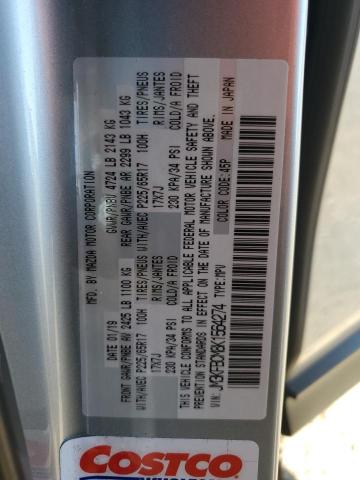 MFD. BY MAZDA MOTOR CORPORATION
DATE 01/19 GWVR/PNBV 4724 LB 2143 KG
FRONT GAWR/PNBE AV 2425 LB 1100 KG REAR GAWR/PNBE AR 2299 LB 1043 KG
WITH/AVEC P225/65R17 100H TIRES/PNEUS WITH/AVEC P225/65R17 100H TIRES/PNEUS
17X7J RIMS/JANTES 17X7J RIMS/JANTES
230 KPA/34 PSI COLD/A FROID 230 KPA/34 PSI COLD/A FROID
THIS VEHICLE CONFORMS TO ALL APPLICABLE FEDERAL MOTOR VEHICLE SAFETY AND THEFT
PREVENTION STANDARDS IN EFFECT ON THE DATE OF MANUFACTURE SHOWN ABOVE.
JM3KFBCM8K1564274 COLOR CODE:45P
TYPE:MPV MADE IN JAPAN
COSTCO
WHOLESALE